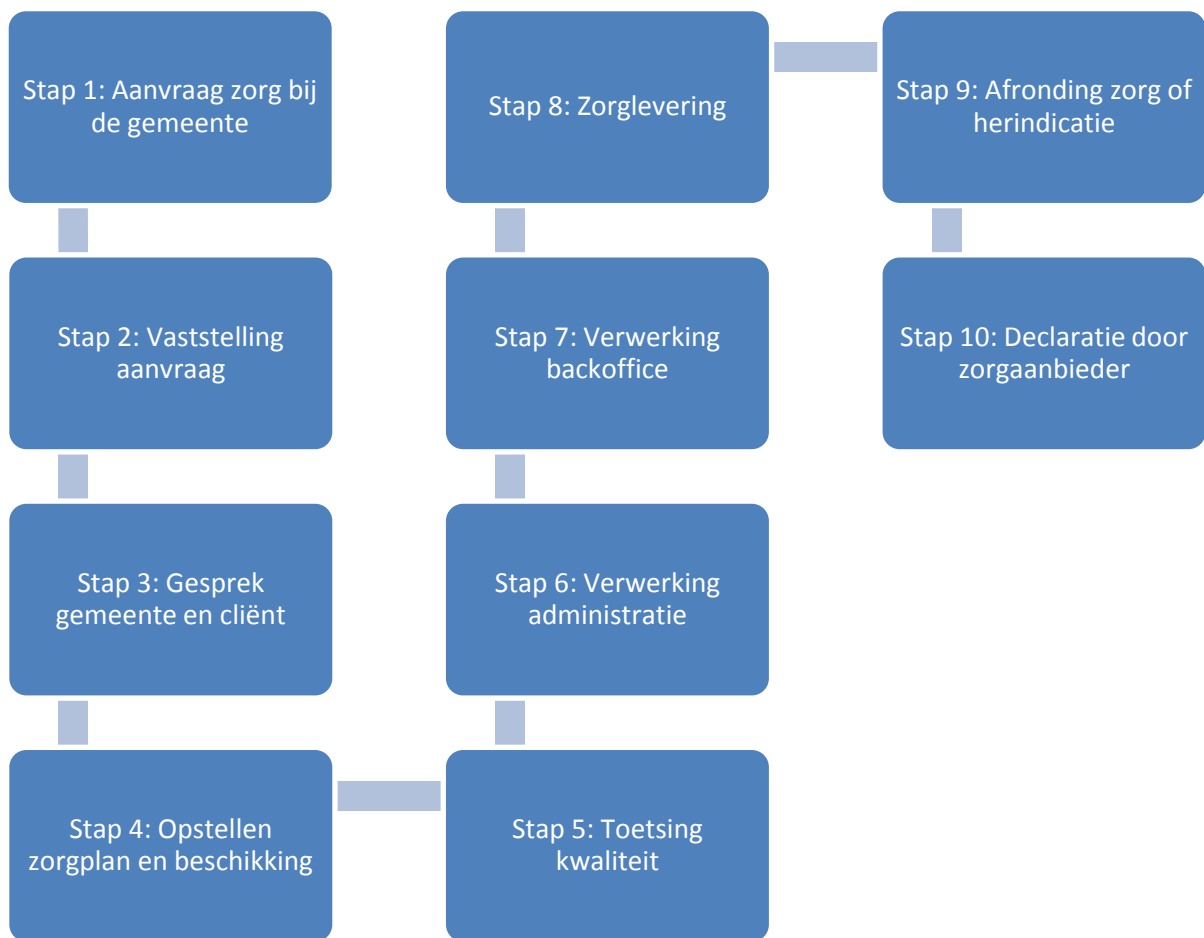 Stap 1: Aanvraag zorg bij
de gemeente
Stap 2: Vaststelling
aanvraag
Stap 3: Gesprek
gemeente en cliënt
Stap 4: Opstellen
zorgplan en beschikking
Stap 5: Toetsing
kwaliteit
Stap 6: Verwerking
administratie
Stap 7: Verwerking
backoffice
Stap 8: Zorglevering
Stap 9: Afronding zorg of
herindicatie
Stap 10: Declaratie door
zorgaanbieder